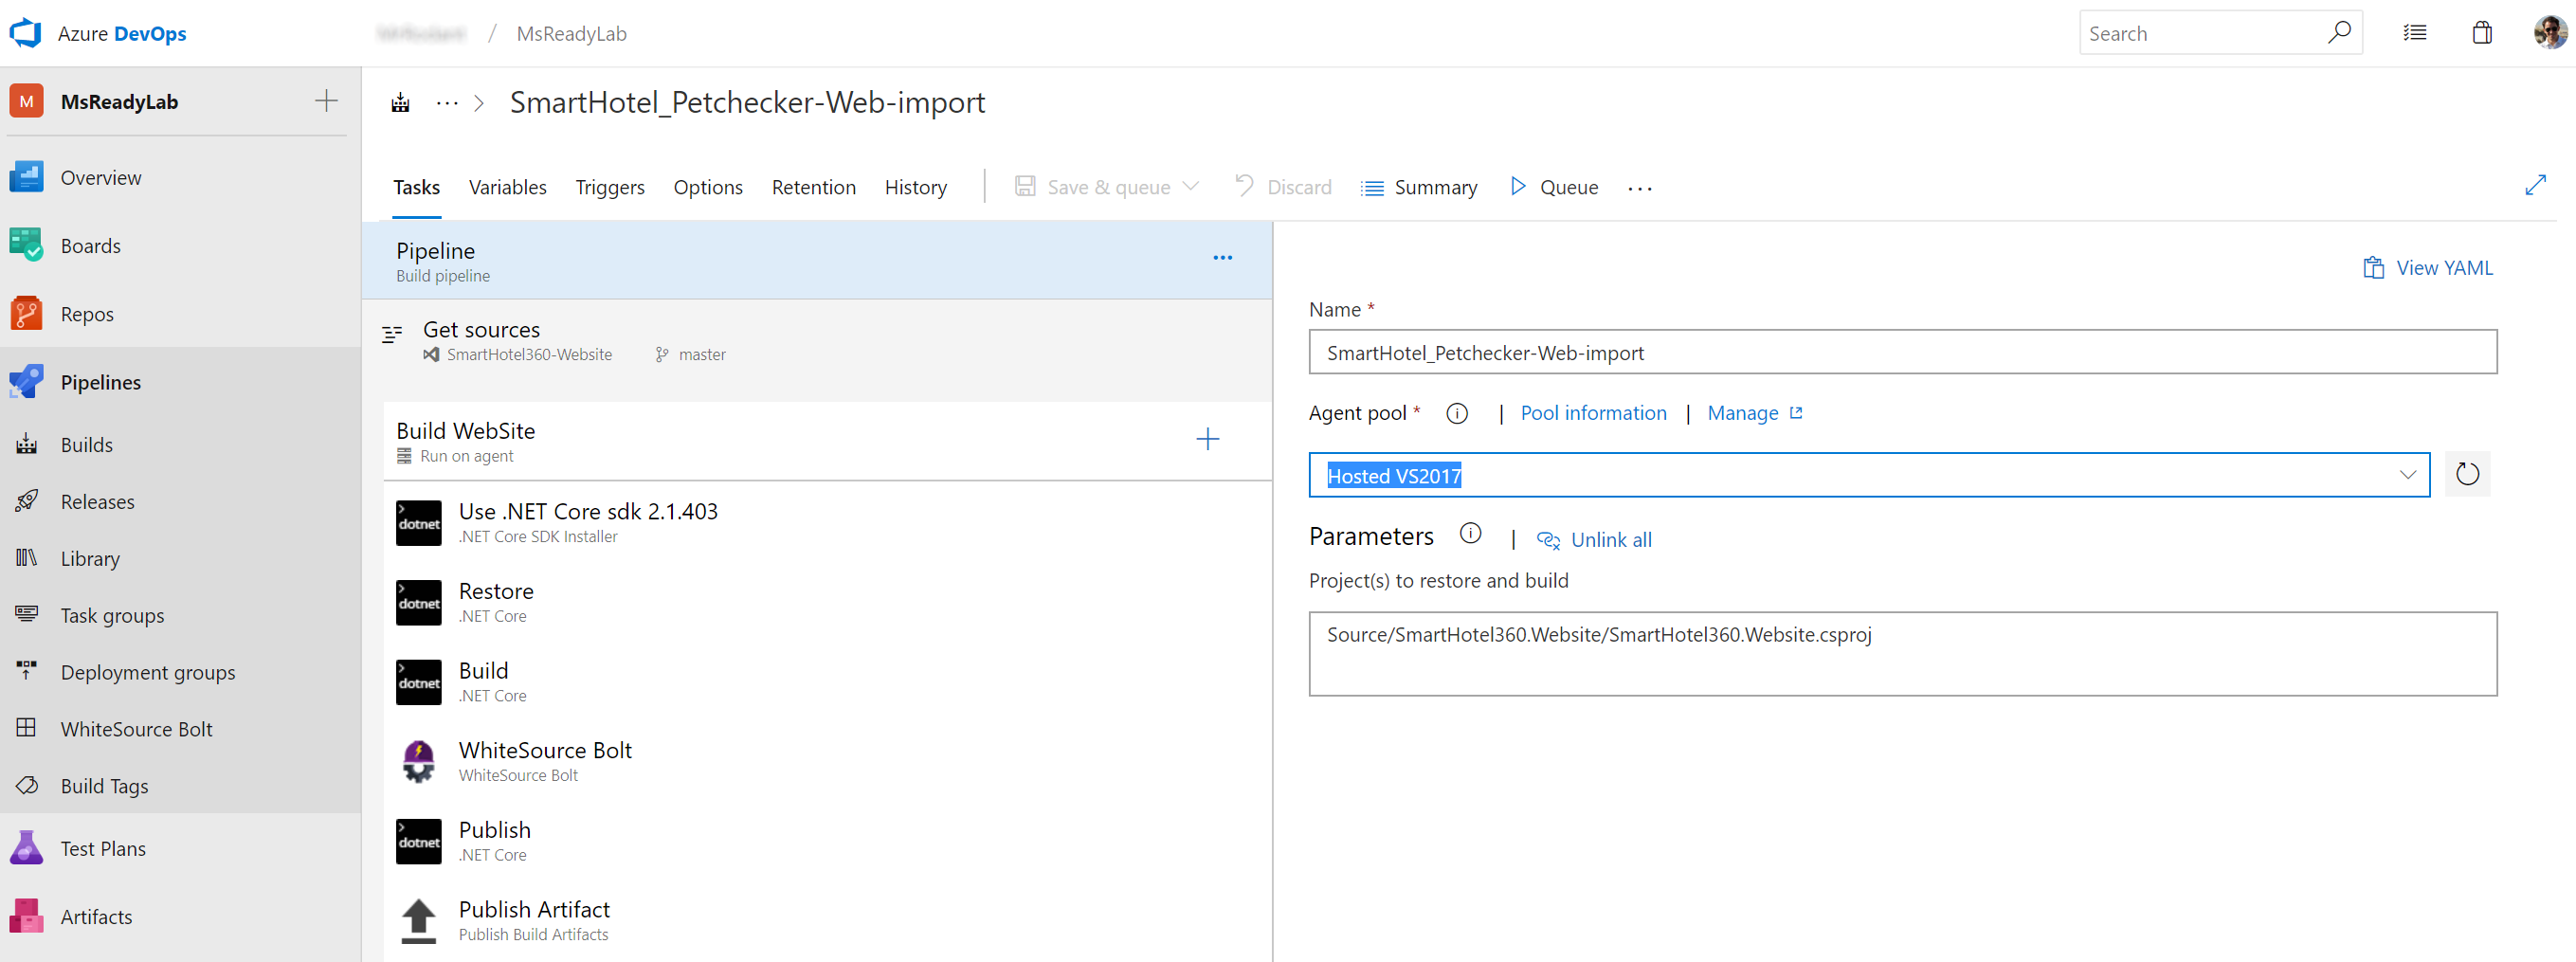 Azure DevOps
/ MsReadyLab
Search
M MsReadyLab
Overview
Boards
Repos
Pipelines
Builds
Releases
Library
Task groups
Deployment groups
WhiteSource Bolt
Build Tags
Test Plans
Artifacts
... > SmartHotel_Petchecker-Web-import
Tasks Variables Triggers Options Retention History Save & queue Discard Summary Queue ...
Pipeline
Build pipeline
Get sources
SmartHotel360-Website master
Build WebSite
Run on agent
dotnet
Use .NET Core sdk 2.1.403
.NET Core SDK Installer
dotnet
Restore
.NET Core
dotnet
Build
.NET Core
WhiteSource Bolt
WhiteSource Bolt
dotnet
Publish
.NET Core
Publish Artifact
Publish Build Artifacts
View YAML
Name *
SmartHotel_Petchecker-Web-import
Agent pool * | Pool information | Manage
Hosted VS2017
Parameters | Unlink all
Project(s) to restore and build
Source/SmartHotel360.Website/SmartHotel360.Website.csproj